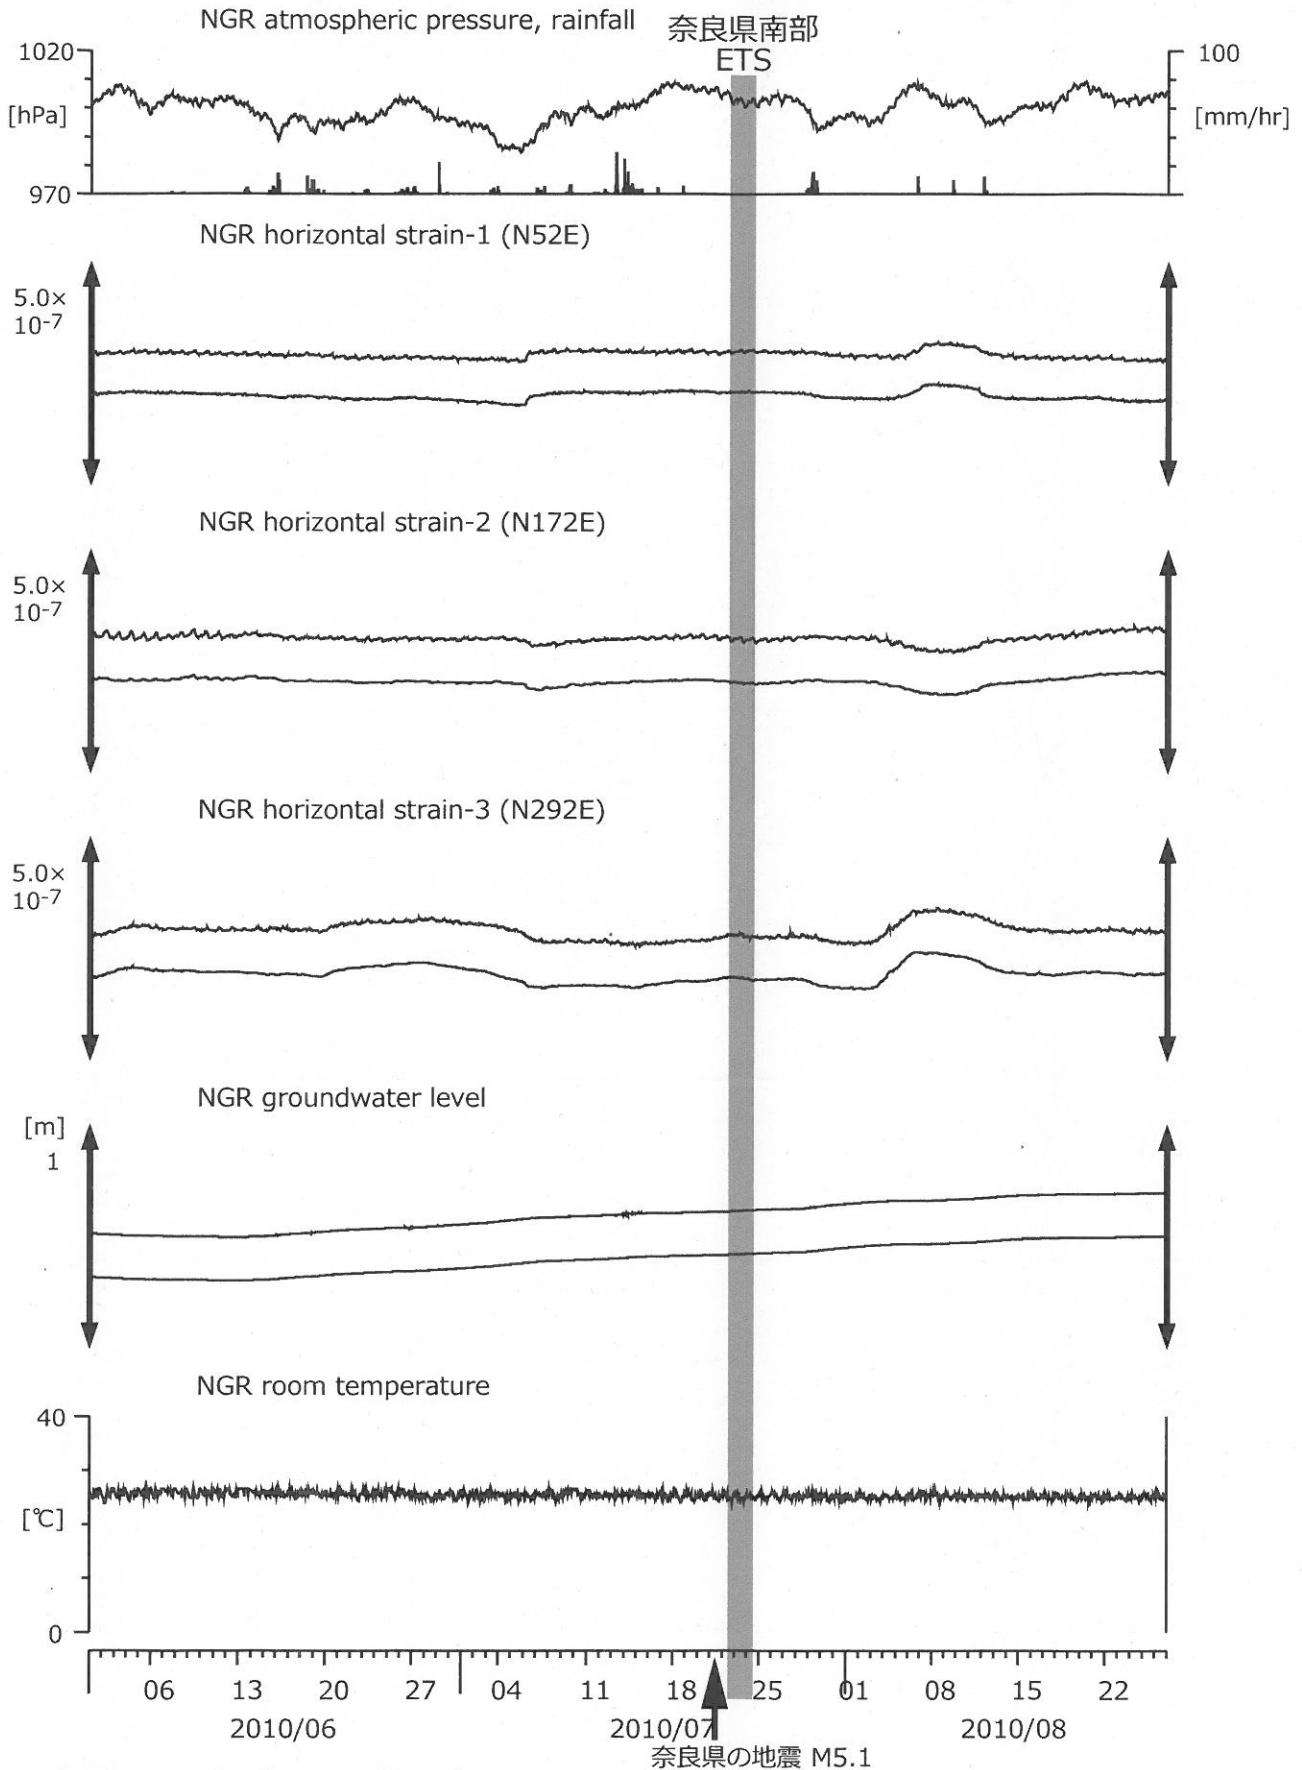 NGR atmospheric pressure, rainfall
奈良県南部
ETS
1020
[hPa]
970
100
[mm/hr]
NGR horizontal strain-1 (N52E)
5.0×
10-7
NGR horizontal strain-2 (N172E)
5.0×
10-7
NGR horizontal strain-3 (N292E)
5.0×
10-7
NGR groundwater level
[m]
1
NGR room temperature
40
[℃]
0
06 13 20 27 04 11 18 25 01 08 15 22
2010/06 2010/07 2010/08
奈良県の地震 M5.1